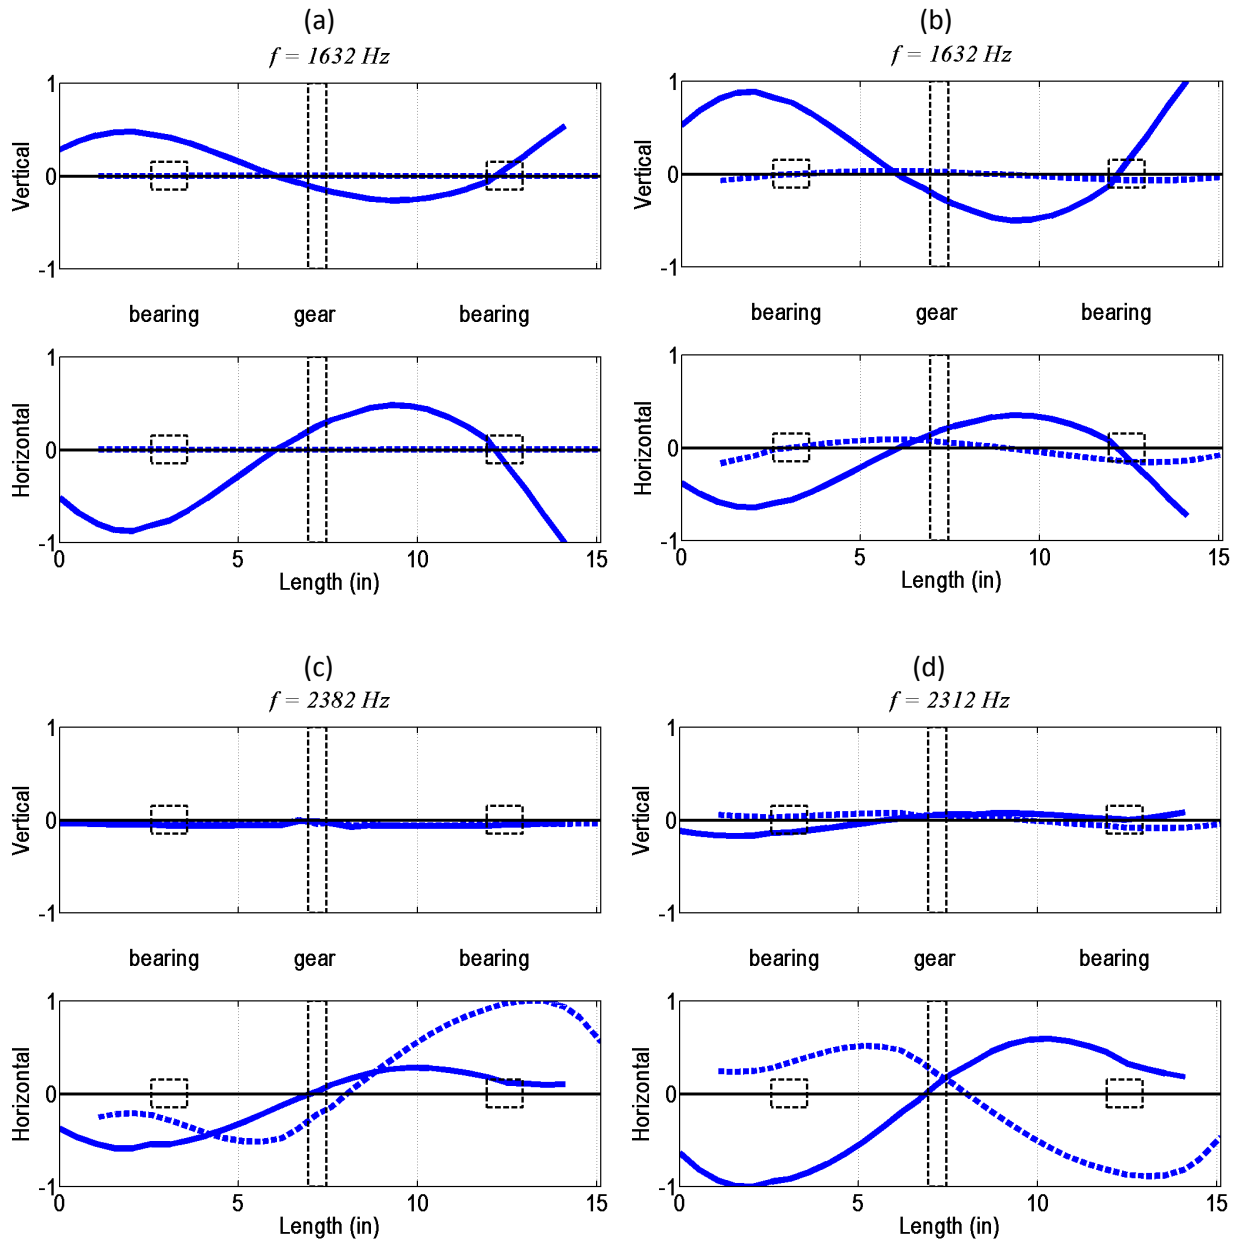 (a)
f = 1632 Hz
1
0
-1
Vertical
bearing
gear
bearing
1
0
-1
Horizontal
0
5
10
15
Length (in)
(b)
f = 1632 Hz
1
0
-1
Vertical
bearing
gear
bearing
1
0
-1
Horizontal
0
5
10
15
Length (in)
(c)
f = 2382 Hz
1
0
-1
Vertical
bearing
gear
bearing
1
0
-1
Horizontal
0
5
10
15
Length (in)
(d)
f = 2312 Hz
1
0
-1
Vertical
bearing
gear
bearing
1
0
-1
Horizontal
0
5
10
15
Length (in)